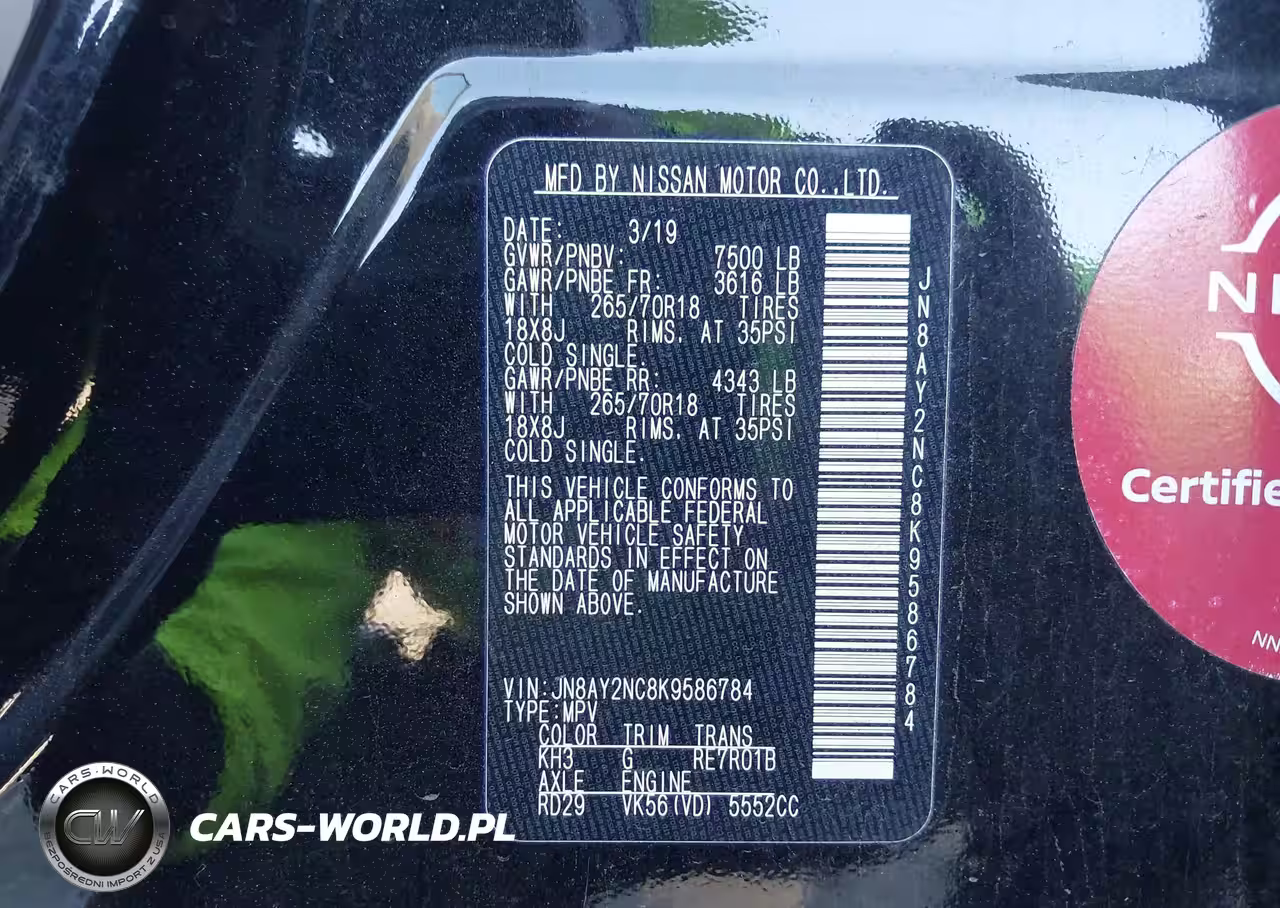 MFD BY NISSAN MOTOR CO.,LTD.
DATE: 3/19
GVWR/PNBV: 7500 LB
GAWR/PNBE FR: 3616 LB
WITH 265/70R18 TIRES
18X8J RIMS, AT 35PSI
COLD SINGLE.
GAWR/PNBE RR: 4343 LB
WITH 265/70R18 TIRES
18X8J RIMS, AT 35PSI
COLD SINGLE.
THIS VEHICLE CONFORMS TO
ALL APPLICABLE FEDERAL
MOTOR VEHICLE SAFETY
STANDARDS IN EFFECT ON
THE DATE OF MANUFACTURE
SHOWN ABOVE.
VIN:JN8AY2NC8K9586784
TYPE:MPV
COLOR TRIM TRANS
KH3 G RE7R01B
AXLE ENGINE
RD29 VK56(VD) 5552CC
JN8AY2NC8K9586784
CARS-WORLD
CW
BEZPOŚREDNI IMPORT Z USA
CARS-WORLD.PL